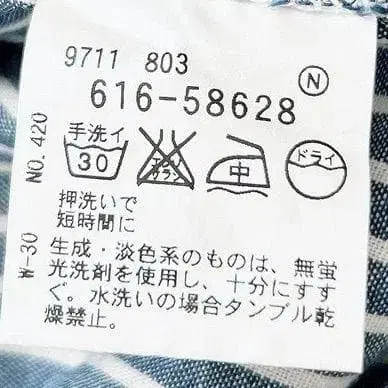 9711 803
N
616-58628
手洗イ
30
エンソサラシ
中
ドライ
押洗いで
短時間に
生成・淡色系のものは、無蛍
光洗剤を使用し、十分にすす
ぐ。水洗いの場合タンブル乾
燥禁止。
NO. 420
W-30